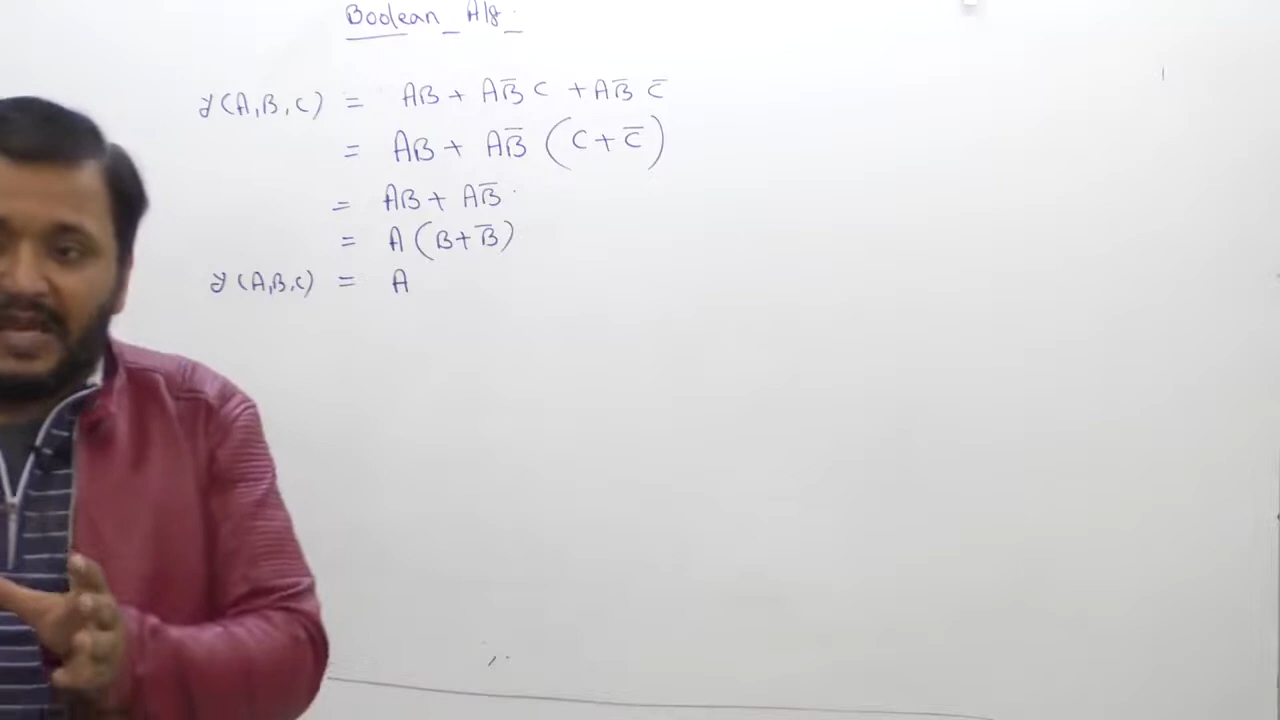 Boolean Alg.
y(A,B,C) = AB + AB̅C + AB̅C̅
= AB + AB̅(C+C̅)
= AB + AB̅
= A(B+B̅)
y(A,B,C) = A